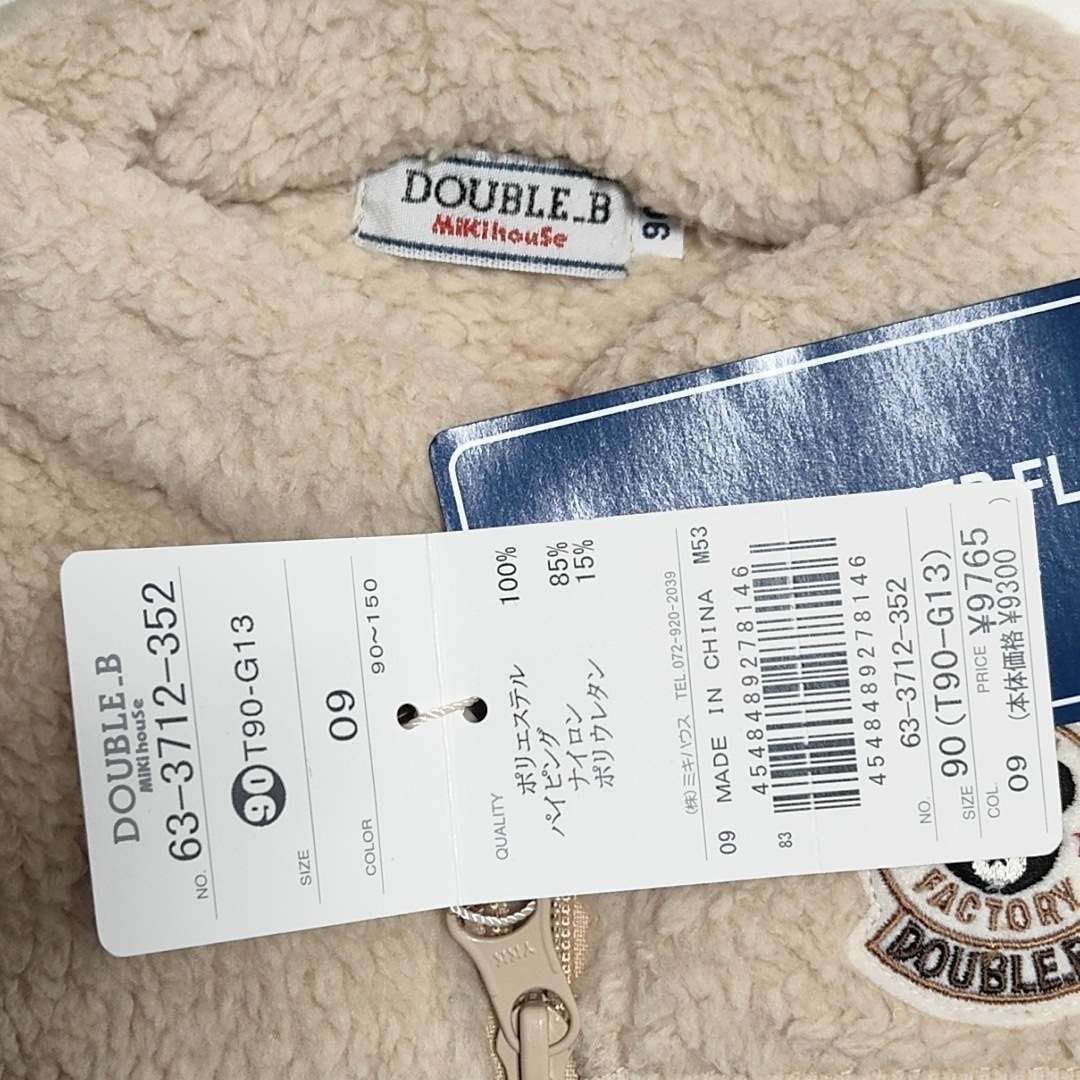 DOUBLE_B
MiKiHOUSE
90
DOUBLE_B
MiKiHOUSE
NO. 63-3712-352
90 T90-G13
SIZE
09
90~150
COLOR
QUALITY
ポリエステル 100%
パイピング
ナイロン 85%
ポリウレタン 15%
(株)ミキハウス TEL.072-920-2039
09 MADE IN CHINA M53
4548489278146
83
4548489278146
NO. 63-3712-352
SIZE 90(T90-G13)
PRICE ¥9765
COL. 09 (本体価格 ¥9300 )
FL
YKK
FACTORY
DOUBLE_B